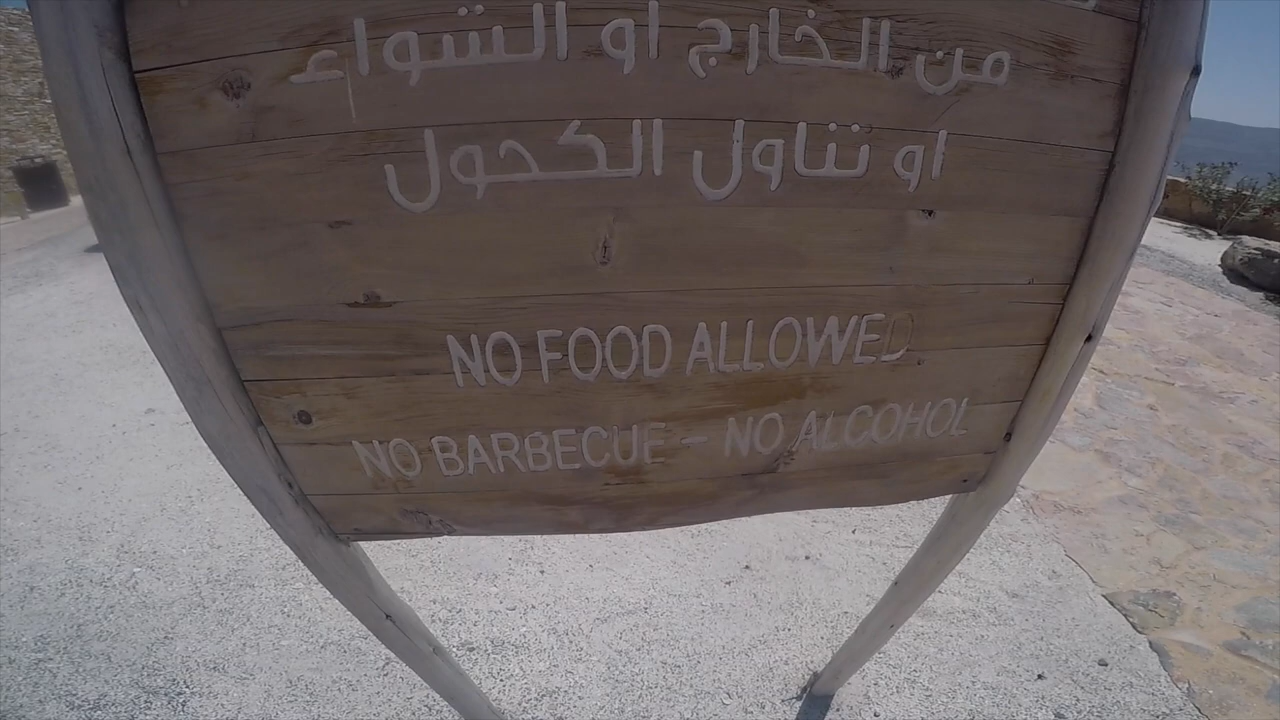 من الخارج او الشواء
او تناول الكحول
NO FOOD ALLOWED
NO BARBECUE - NO ALCOHOL